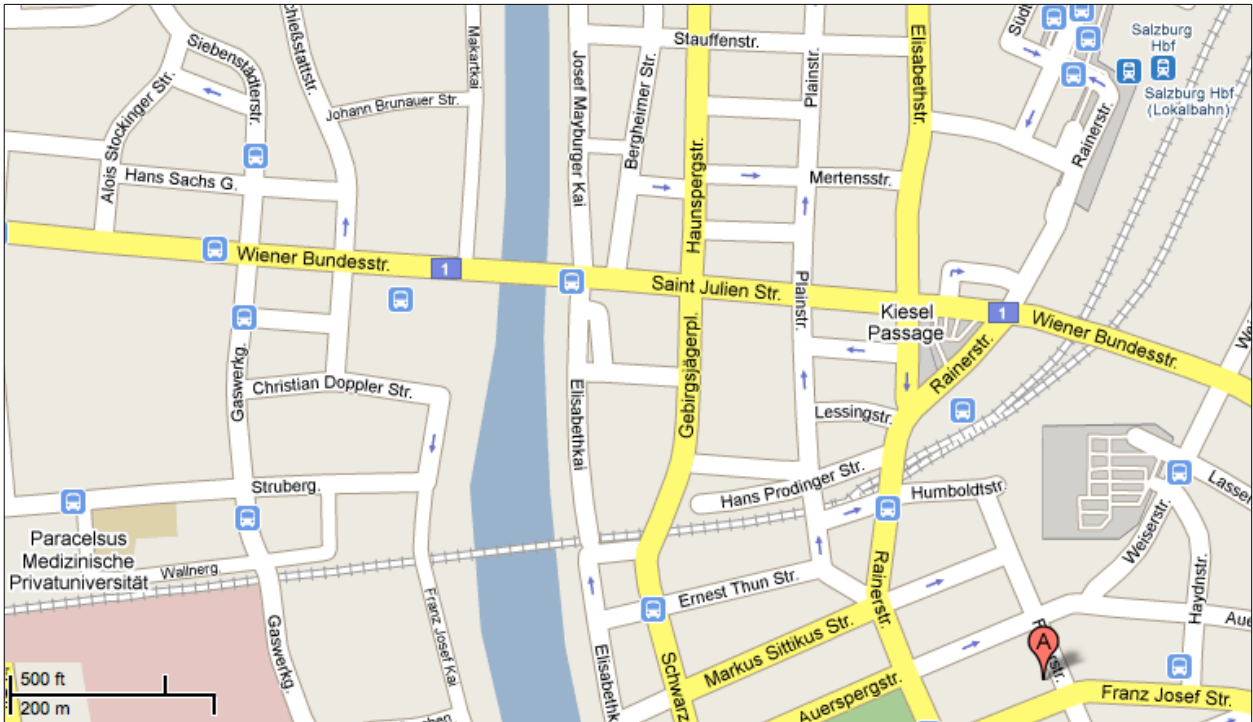 Siebenstädterstr.
Schießstattstr.
Makartkai
Josef Mayburger Kai
Bergheimer Str.
Stauffenstr.
Plainstr.
Elisabethstr.
Salzburg
Hbf
Salzburg Hbf
(Lokalbahn)
Rainerstr.
Johann Brunauer Str.
Alois Stockinger Str.
Hans Sachs G.
Haunspergstr.
Mertensstr.
Wiener Bundesstr.
1
Saint Julien Str.
Plainstr.
Kiesel
Passage
1
Wiener Bundesstr.
Rainerstr.
Gaswerkg.
Christian Doppler Str.
Elisabethkai
Gebirgsjägerpl.
Lessingstr.
Struberg.
Hans Prodinger Str.
Humboldtstr
Weiserstr.
Paracelsus
Medizinische
Privatuniversität
Wallnerg.
Gaswerkg.
Franz Josef Kai
Ernest Thun Str.
Rainerstr.
Haydnstr.
Markus Sittikus Str.
A
Auerspergstr.
Franz Josef Str.
500 ft
200 m